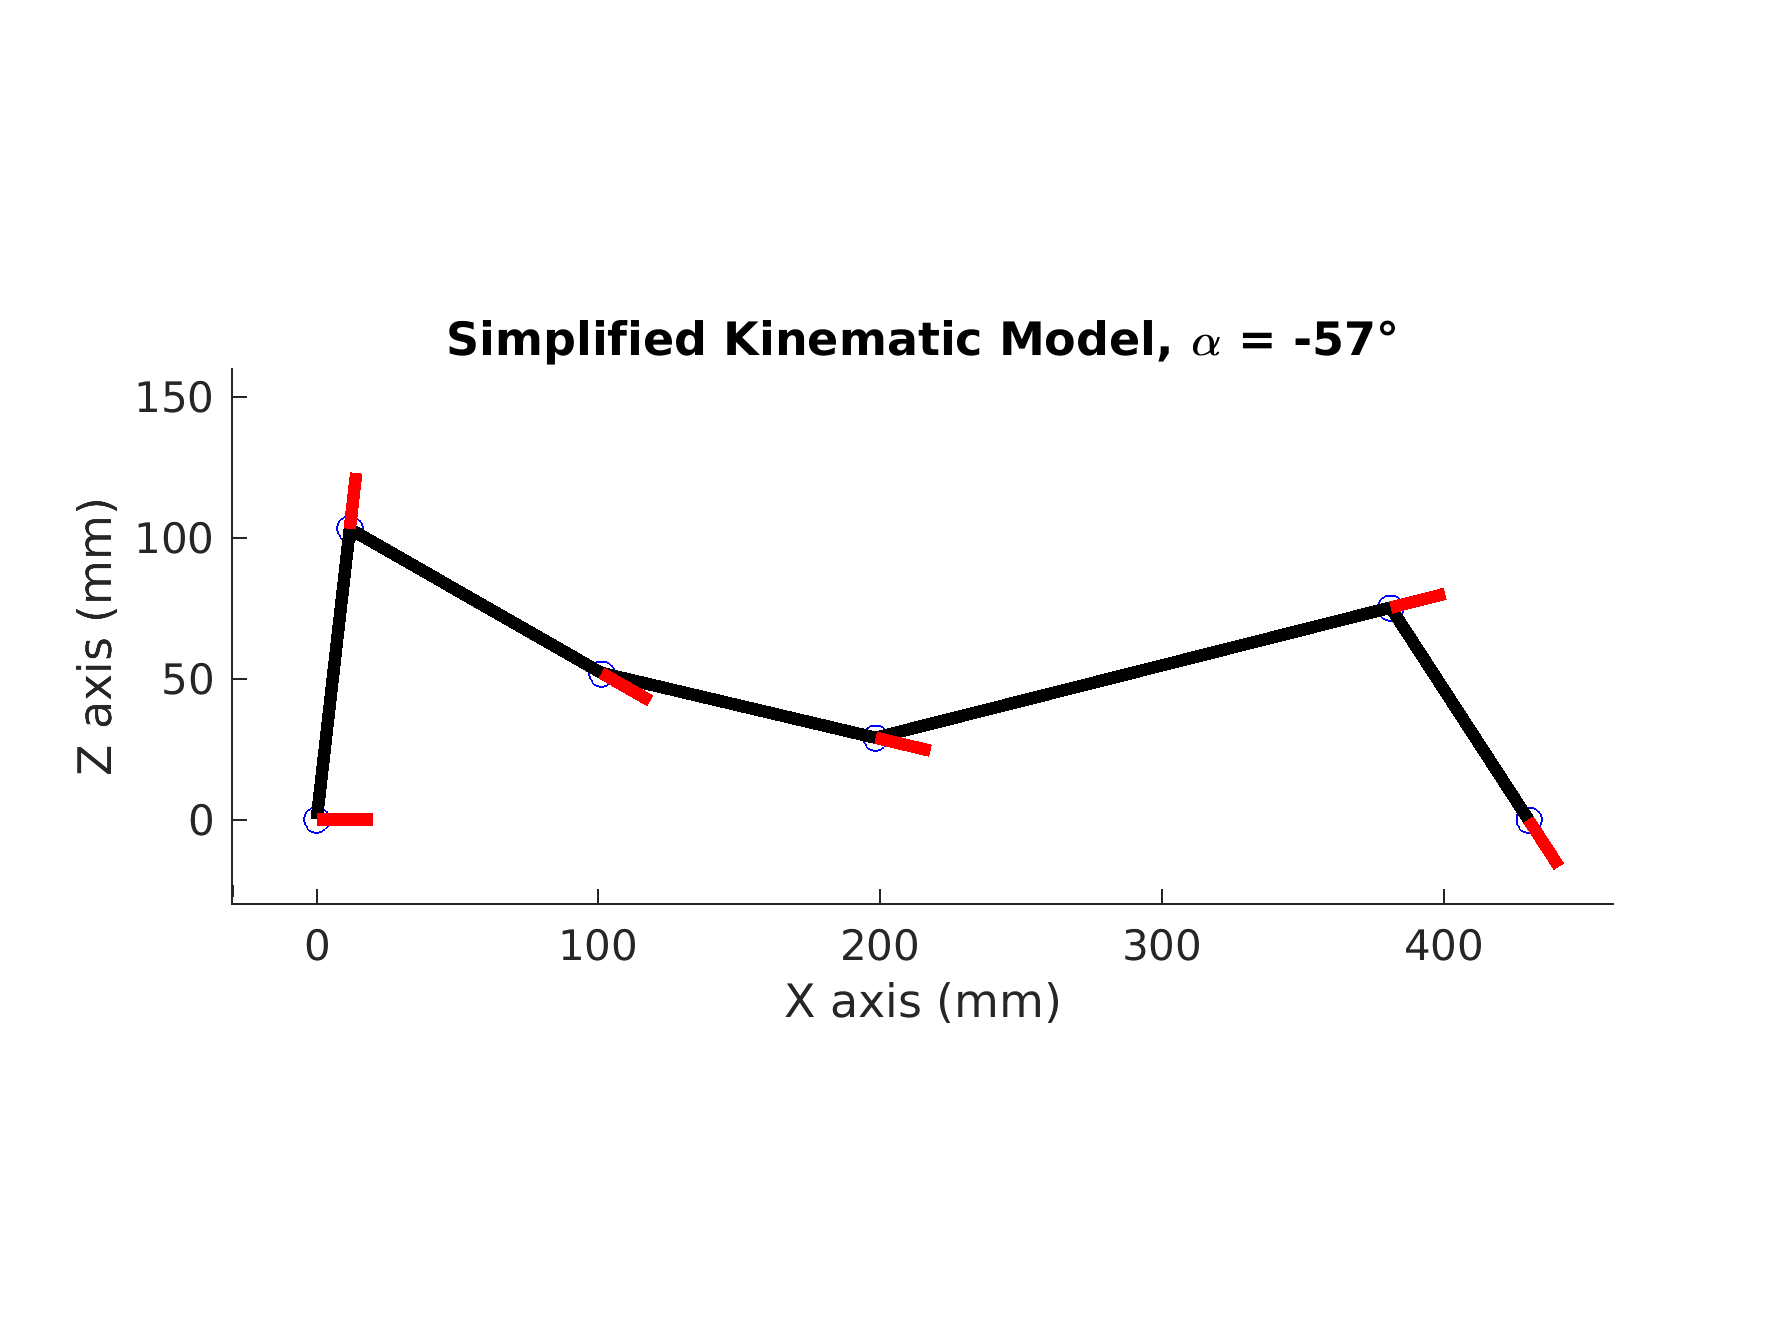 Simplified Kinematic Model, α = -57°
150
100
50
0
Z axis (mm)
0 100 200 300 400
X axis (mm)